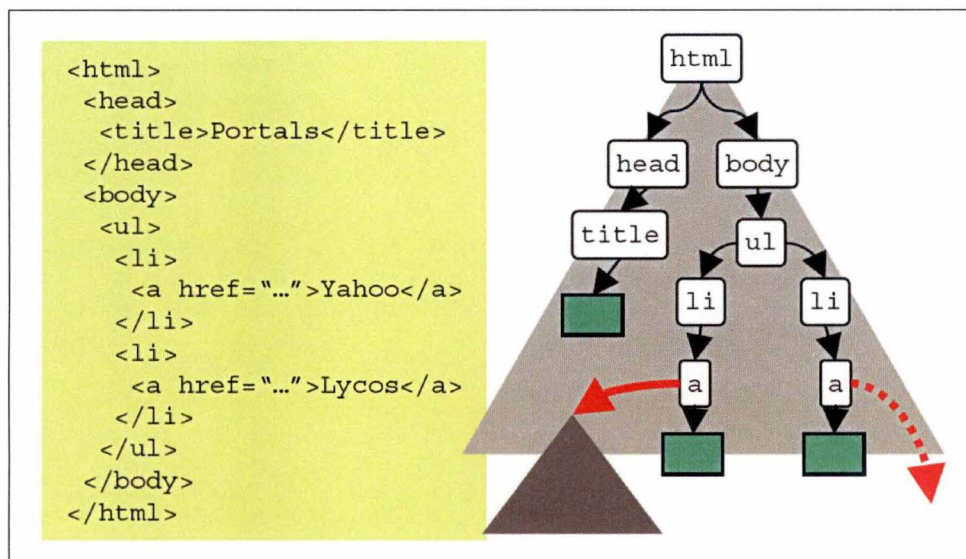 <html>
<head>
<title>Portals</title>
</head>
<body>
<ul>
<li>
<a href=“…”>Yahoo</a>
</li>
<li>
<a href=“…”>Lycos</a>
</li>
</ul>
</body>
</html>
html
head body
title ul
li li
a a